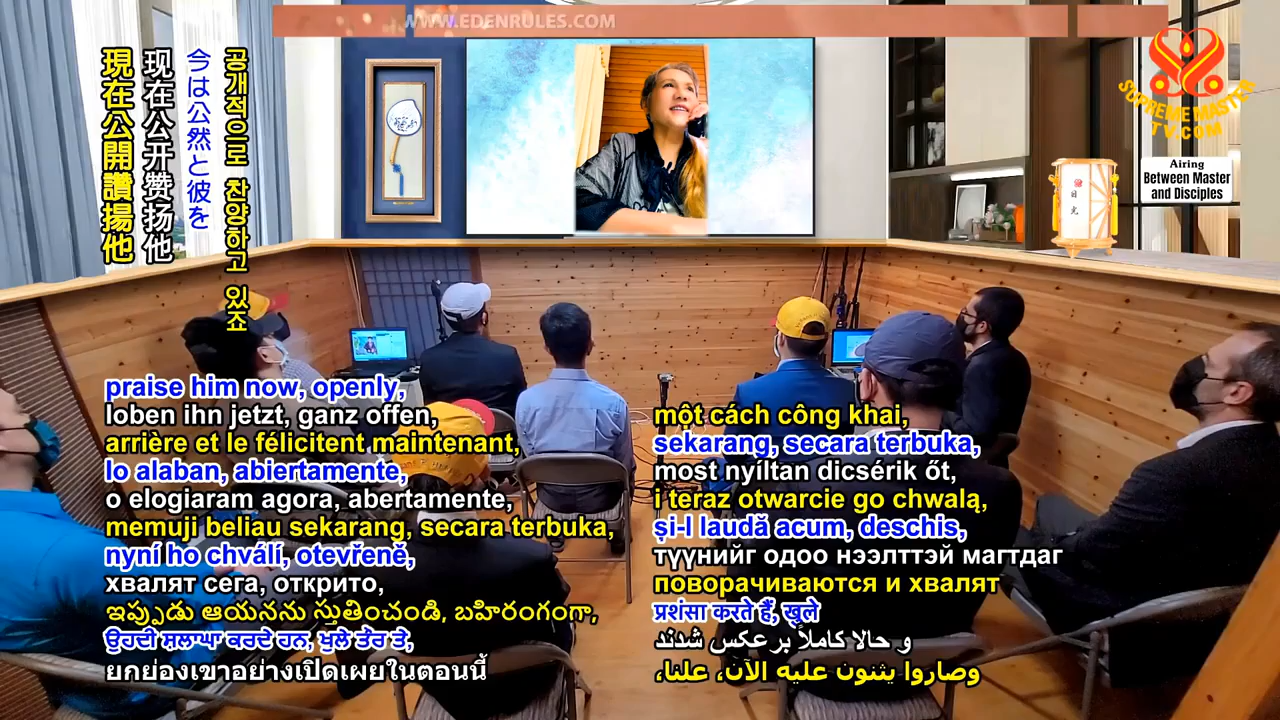 WWW.EDENRULES.COM
SUPREME MASTER
TV.COM
Airing
Between Master
and Disciples
日光
現在公開讚揚他
现在公开赞扬他
今は公然と彼を
공개적으로 찬양하고 있죠
praise him now, openly,
loben ihn jetzt, ganz offen,
arrière et le félicitent maintenant,
lo alaban, abiertamente,
o elogiaram agora, abertamente,
memuji beliau sekarang, secara terbuka,
nyní ho chválí, otevřeně,
хвалят сега, открито,
ఇప్పుడు ఆయనను స్తుతించండి, బహిరంగంగా,
ਉਹਦੀ ਸ਼ਲਾਘਾ ਕਰਦੇ ਹਨ, ਖੁਲੇ ਤੌਰ ਤੇ,
ยกย่องเขาอย่างเปิดเผยในตอนนี้
một cách công khai,
sekarang, secara terbuka,
most nyíltan dicsérik őt,
i teraz otwarcie go chwalą,
și-l laudă acum, deschis,
түүнийг одоо нээлттэй магтдаг
поворачиваются и хвалят
प्रशंसा करते हैं, खुले
و حالا کاملاً بر عکس شدند
وصاروا يثنون عليه الآن، علنا،